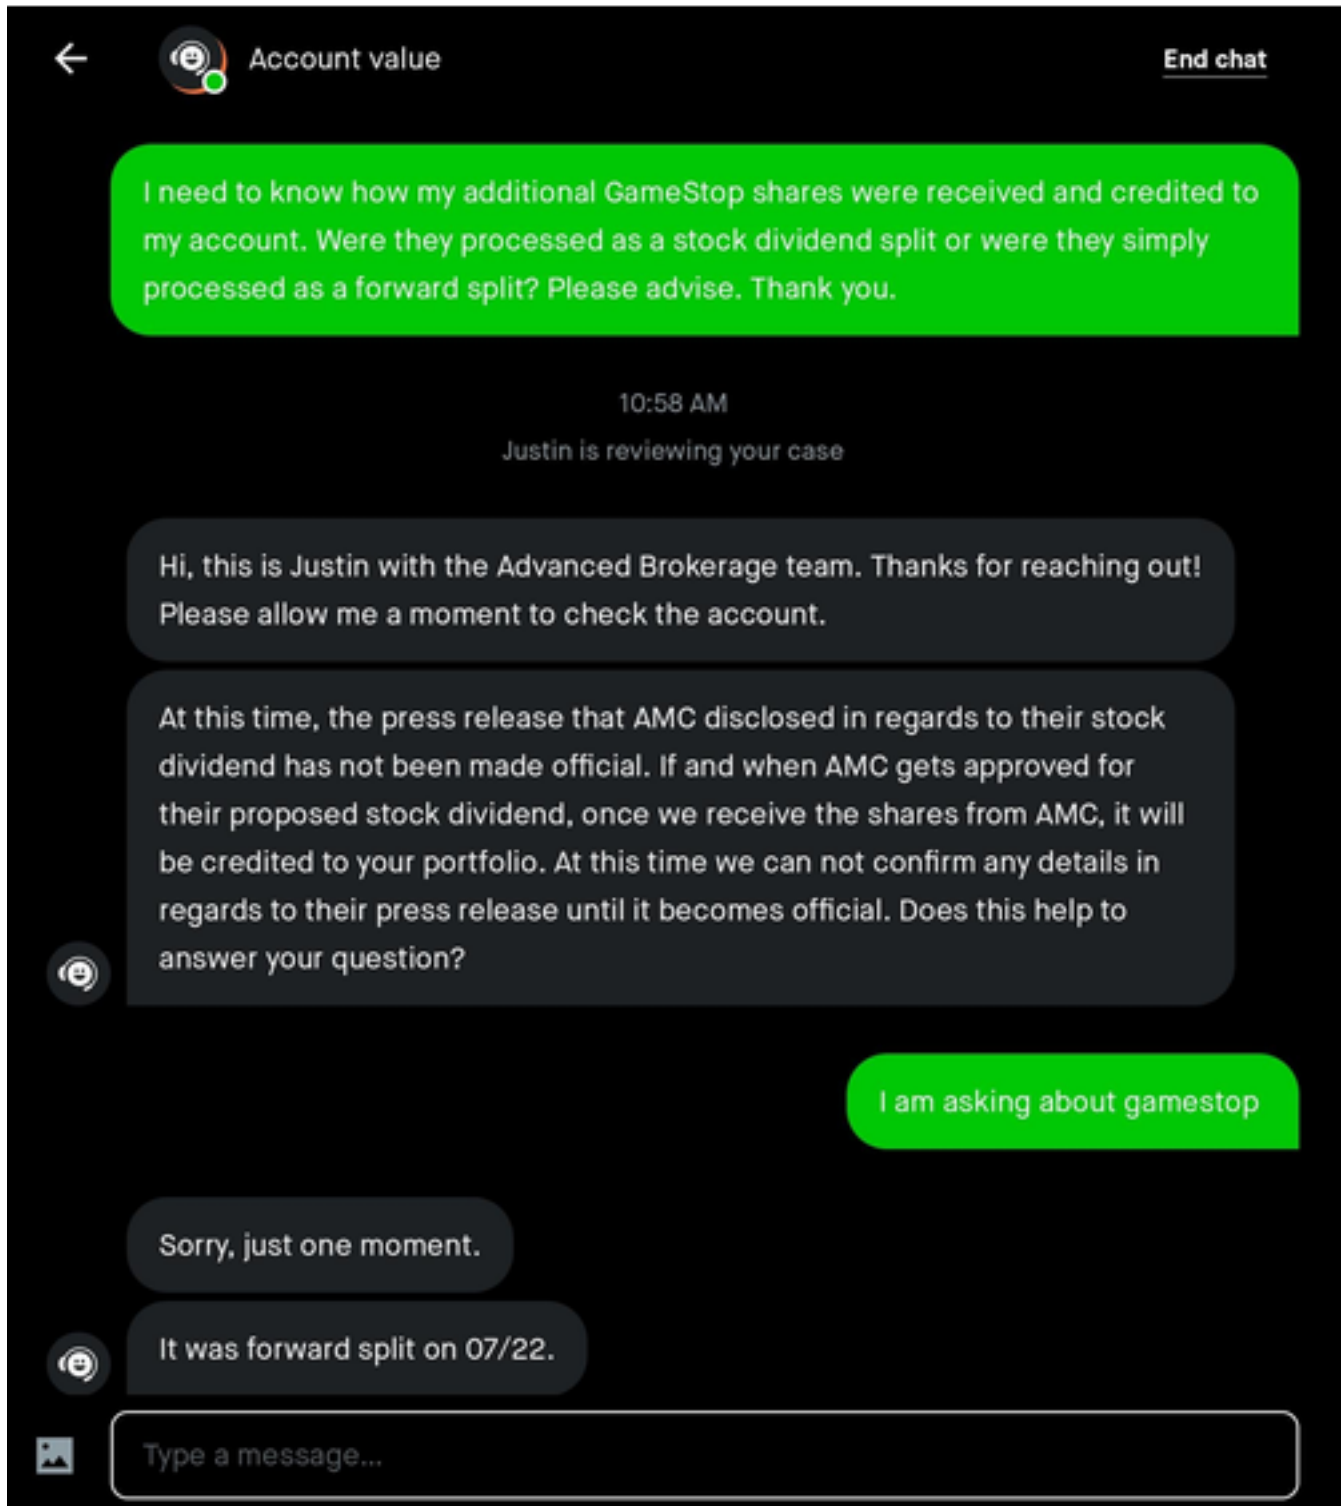 Account value
End chat
I need to know how my additional GameStop shares were received and credited to
my account. Were they processed as a stock dividend split or were they simply
processed as a forward split? Please advise. Thank you.
10:58 AM
Justin is reviewing your case
Hi, this is Justin with the Advanced Brokerage team. Thanks for reaching out!
Please allow me a moment to check the account.
At this time, the press release that AMC disclosed in regards to their stock
dividend has not been made official. If and when AMC gets approved for
their proposed stock dividend, once we receive the shares from AMC, it will
be credited to your portfolio. At this time we can not confirm any details in
regards to their press release until it becomes official. Does this help to
answer your question?
I am asking about gamestop
Sorry, just one moment.
It was forward split on 07/22.
Type a message...